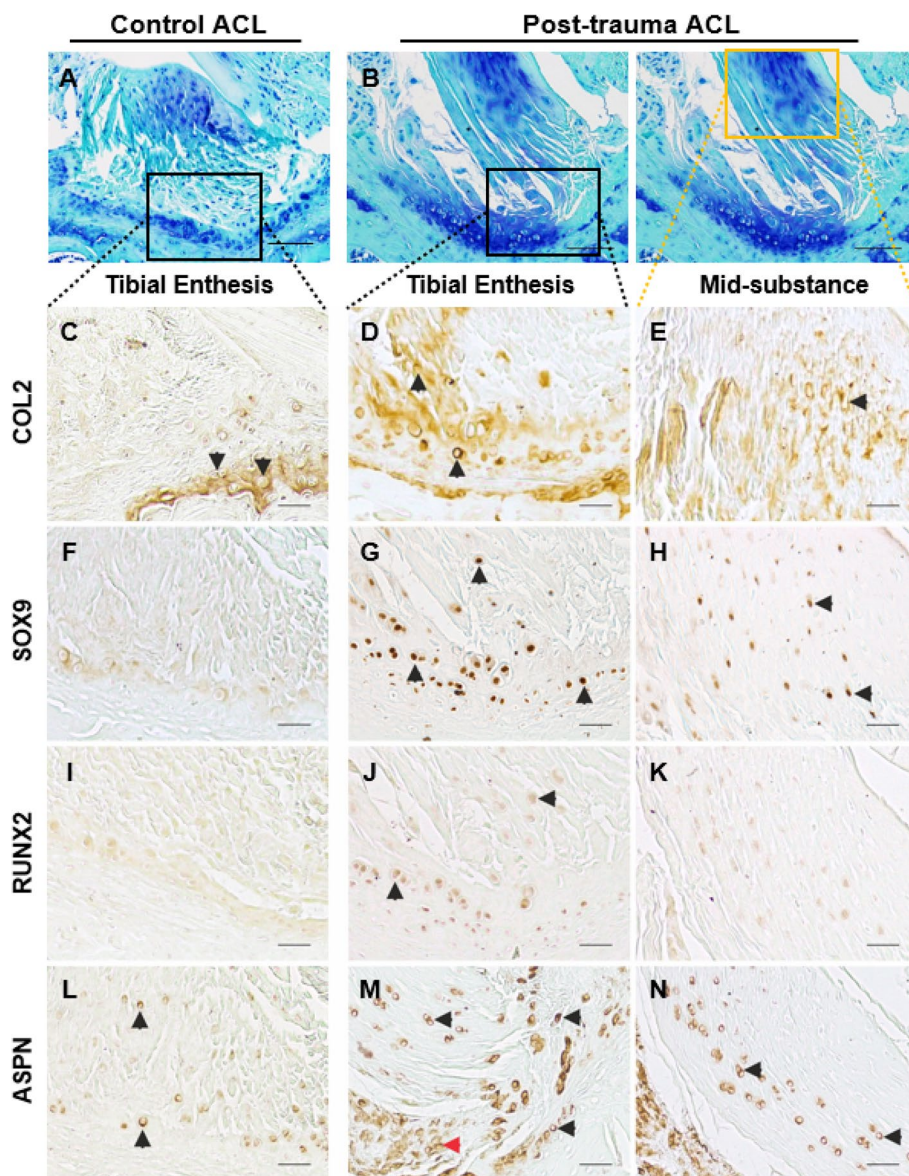 Control ACL
Post-trauma ACL
A
B
Tibial Enthesis
Tibial Enthesis
Mid-substance
COL2
C
D
E
SOX9
F
G
H
RUNX2
I
J
K
ASPN
L
M
N